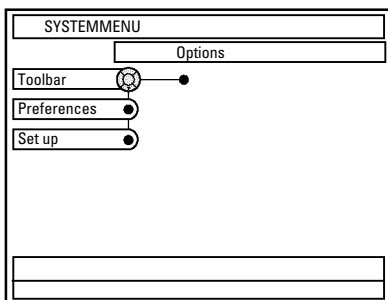 SYSTEMMENU
Options
Toolbar
Preferences
Set up